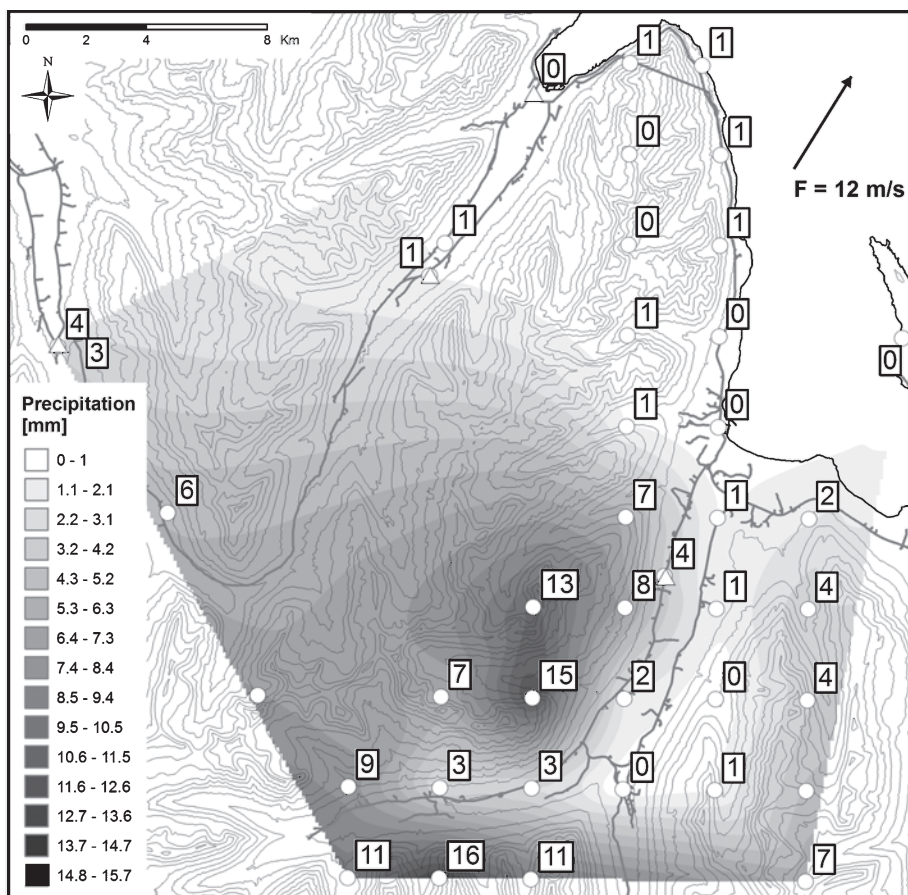 0 2 4 8 Km
N
F = 12 m/s
0
1
1
0
1
1
1
0
1
4
3
1
0
0
1
0
6
7
1
2
4
13
8
1
4
7
15
2
0
4
9
3
3
0
1
11
16
11
7
Precipitation
[mm]
0 - 1
1.1 - 2.1
2.2 - 3.1
3.2 - 4.2
4.3 - 5.2
5.3 - 6.3
6.4 - 7.3
7.4 - 8.4
8.5 - 9.4
9.5 - 10.5
10.6 - 11.5
11.6 - 12.6
12.7 - 13.6
13.7 - 14.7
14.8 - 15.7